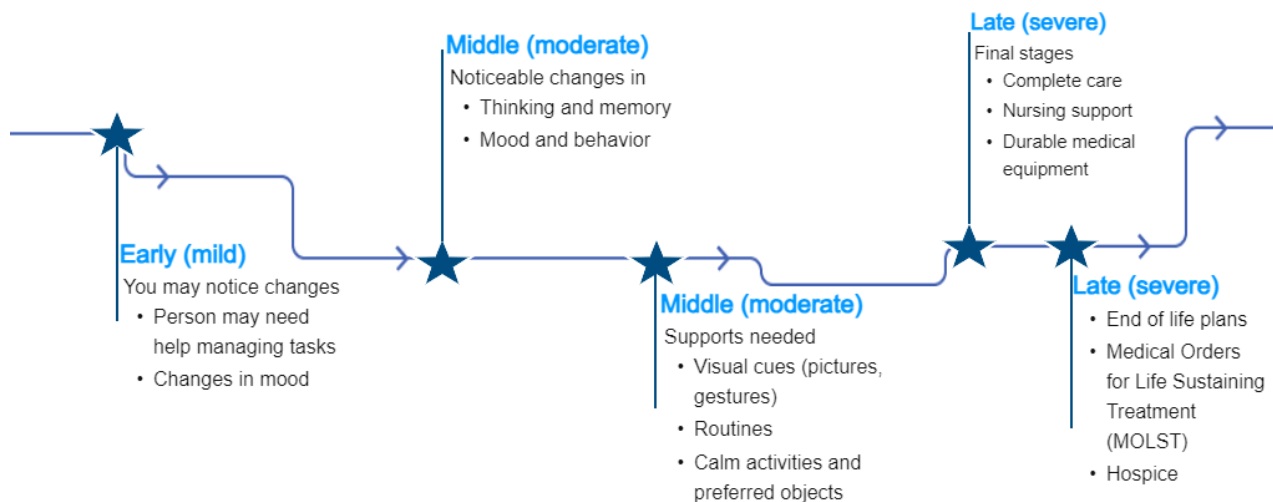 Early (mild)
You may notice changes
• Person may need
help managing tasks
• Changes in mood
Middle (moderate)
Noticeable changes in
• Thinking and memory
• Mood and behavior
Middle (moderate)
Supports needed
• Visual cues (pictures,
gestures)
• Routines
• Calm activities and
preferred objects
Late (severe)
Final stages
• Complete care
• Nursing support
• Durable medical
equipment
Late (severe)
• End of life plans
• Medical Orders
for Life Sustaining
Treatment
(MOLST)
• Hospice